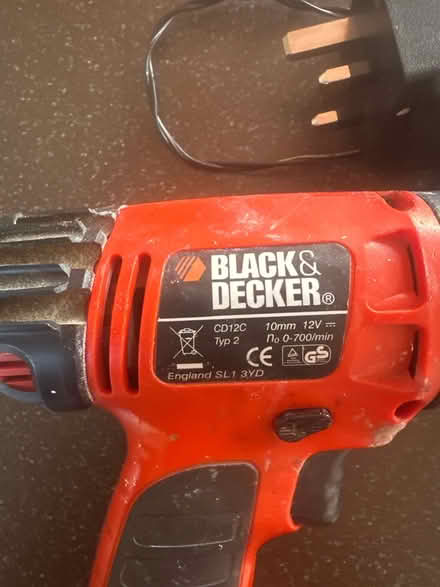 BLACK&
DECKER®
CD12C 10mm 12V ⎓
Typ 2 n₀ 0-700/min
CE GS
England SL1 3YD